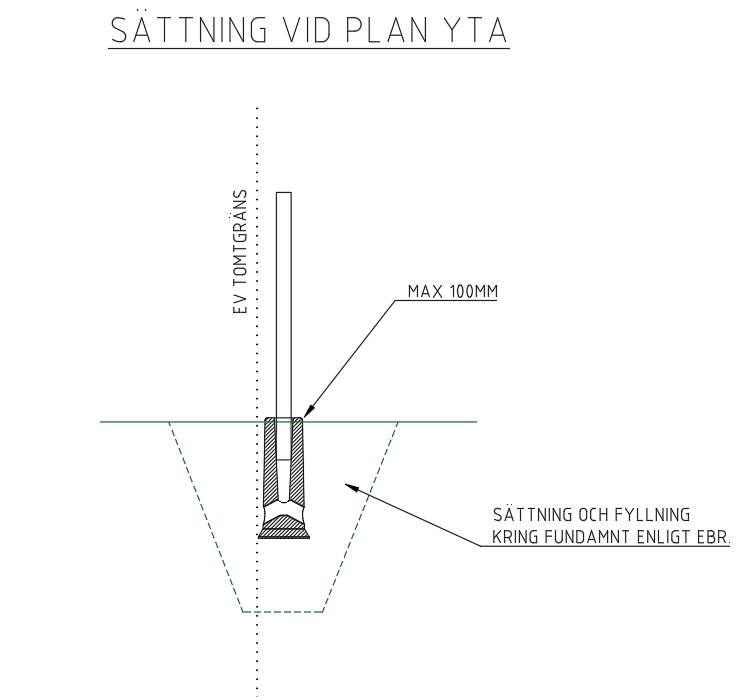 SÄTTNING VID PLAN YTA
EV TOMTGRÄNS
MAX 100MM
SÄTTNING OCH FYLLNING
KRING FUNDAMNT ENLIGT EBR.